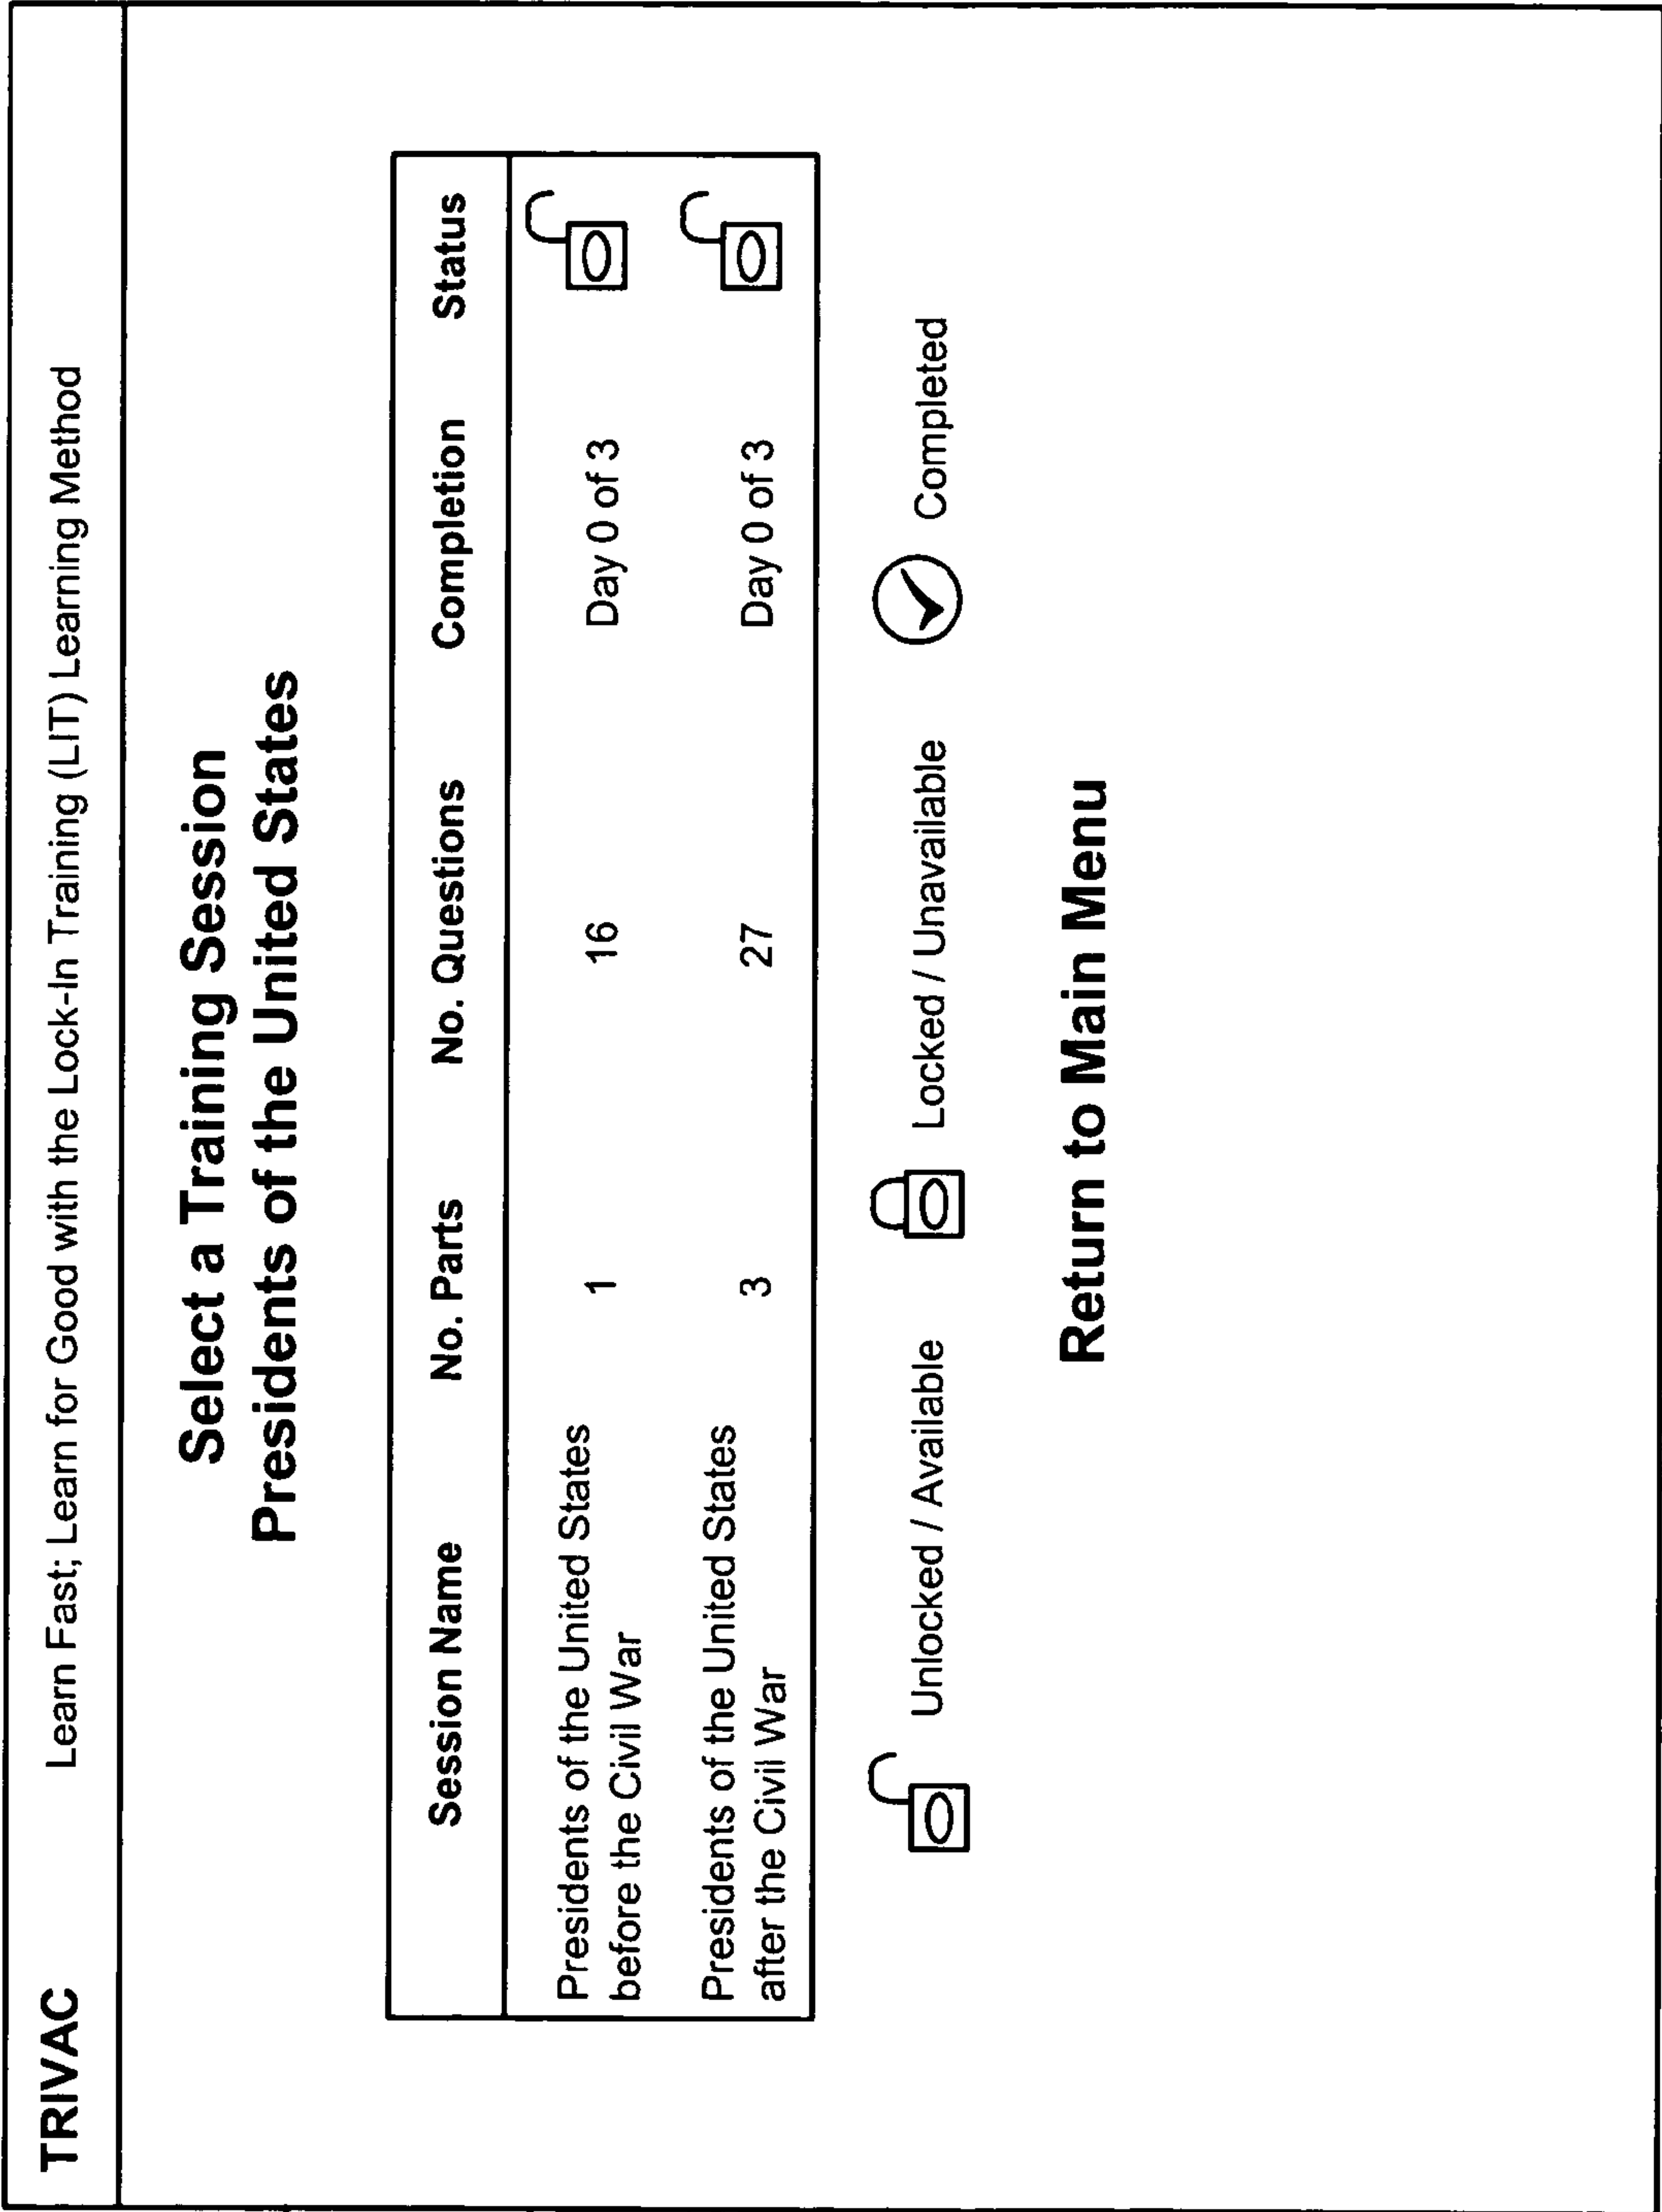 TRIVAC Learn Fast; Learn for Good with the Lock-In Training (LIT) Learning Method
Select a Training Session
Presidents of the United States
Session Name No. Parts No. Questions Completion Status
Presidents of the United States
before the Civil War 1 16 Day 0 of 3
Presidents of the United States
after the Civil War 3 27 Day 0 of 3
Unlocked / Available Locked / Unavailable Completed
Return to Main Menu